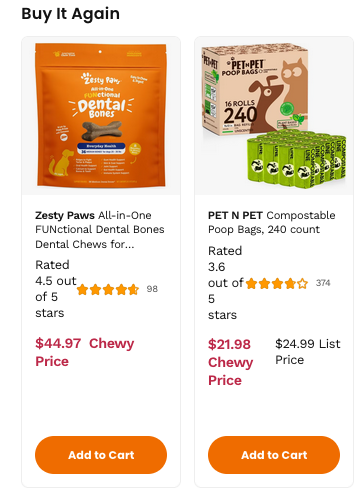 Buy It Again
Zesty Paws
All-in-One
FUNctional
Dental
Bones
Everyday Health
PET N PET
POOP BAGS
16 ROLLS
240
Zesty Paws All-in-One
FUNctional Dental Bones
Dental Chews for...
Rated
4.5 out
of 5
stars
98
$44.97 Chewy
Price
PET N PET Compostable
Poop Bags, 240 count
Rated
3.6
out of
5
stars
374
$21.98
Chewy
Price
$24.99 List
Price
Add to Cart
Add to Cart